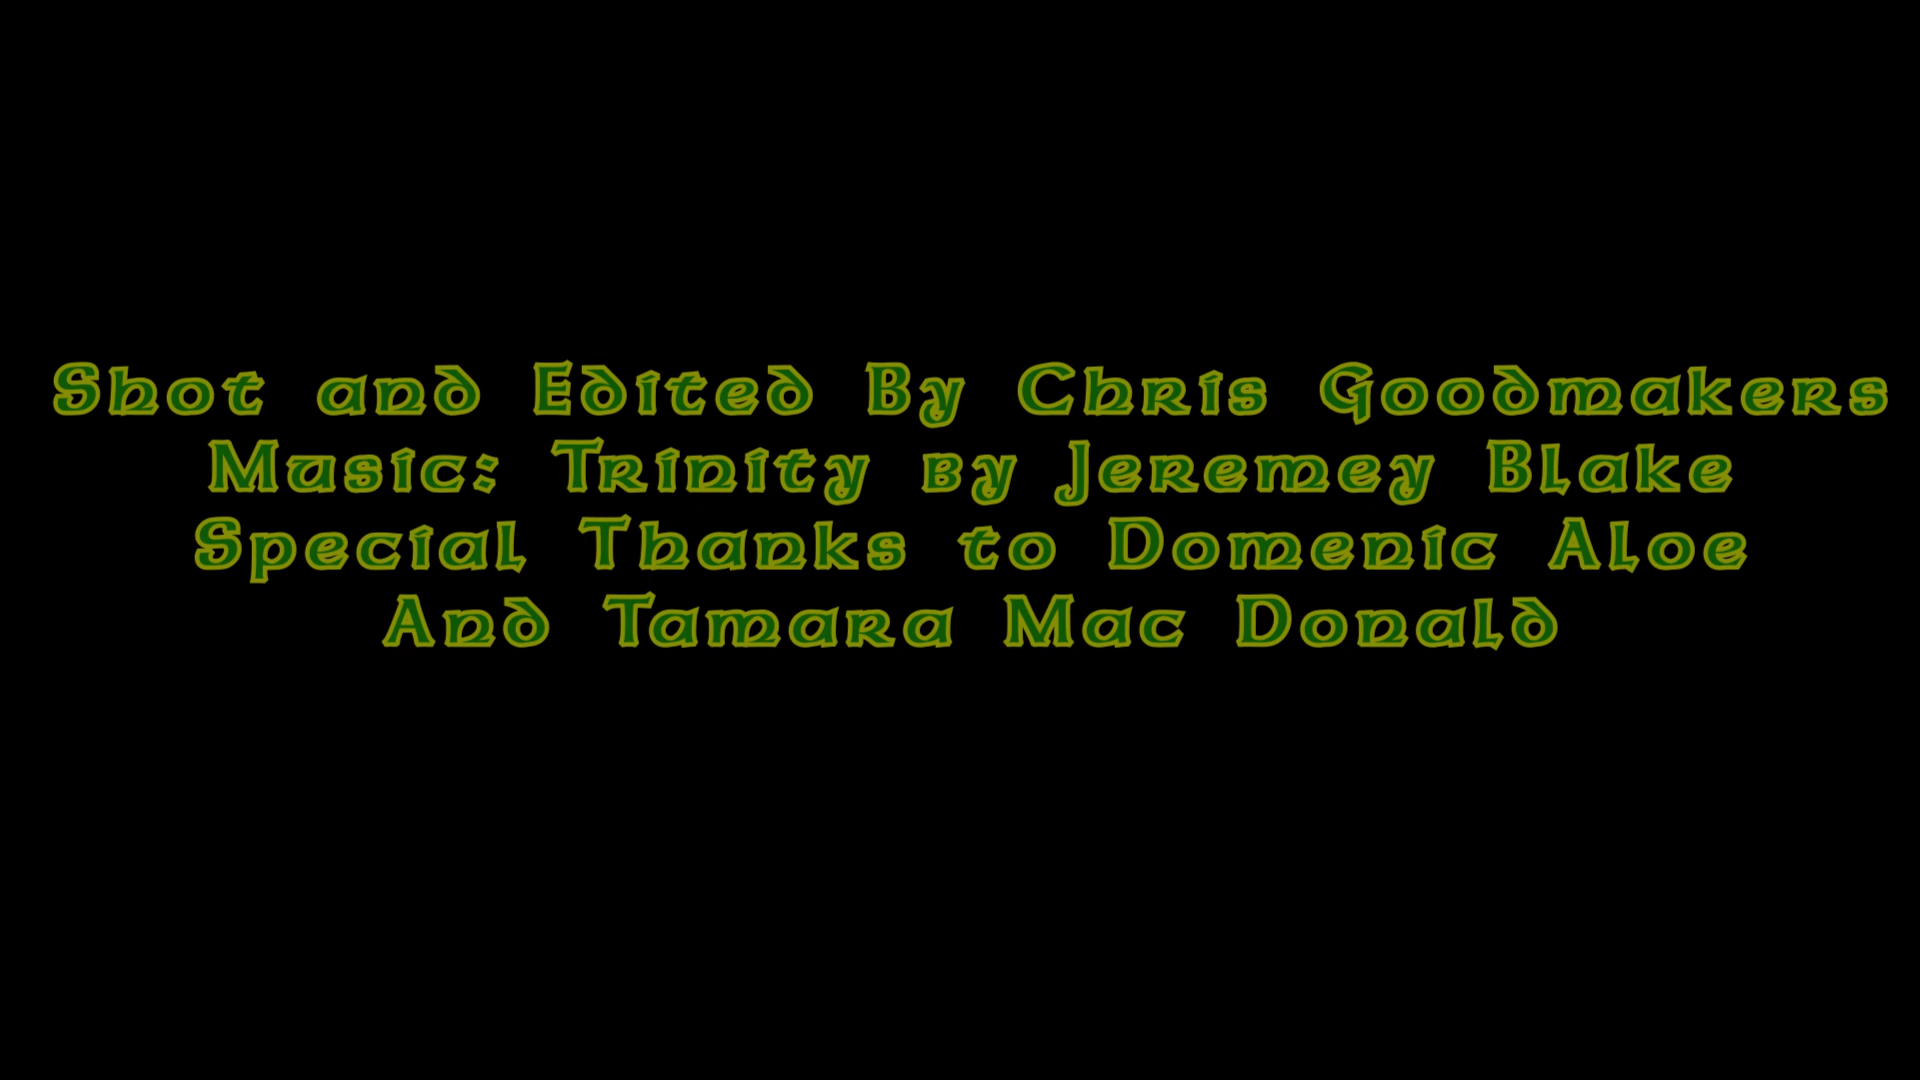 Shot and Edited By Chris Goodmakers
Music: Trinity by Jeremey Blake
Special Thanks to Domenic Aloe
And Tamara Mac Donald